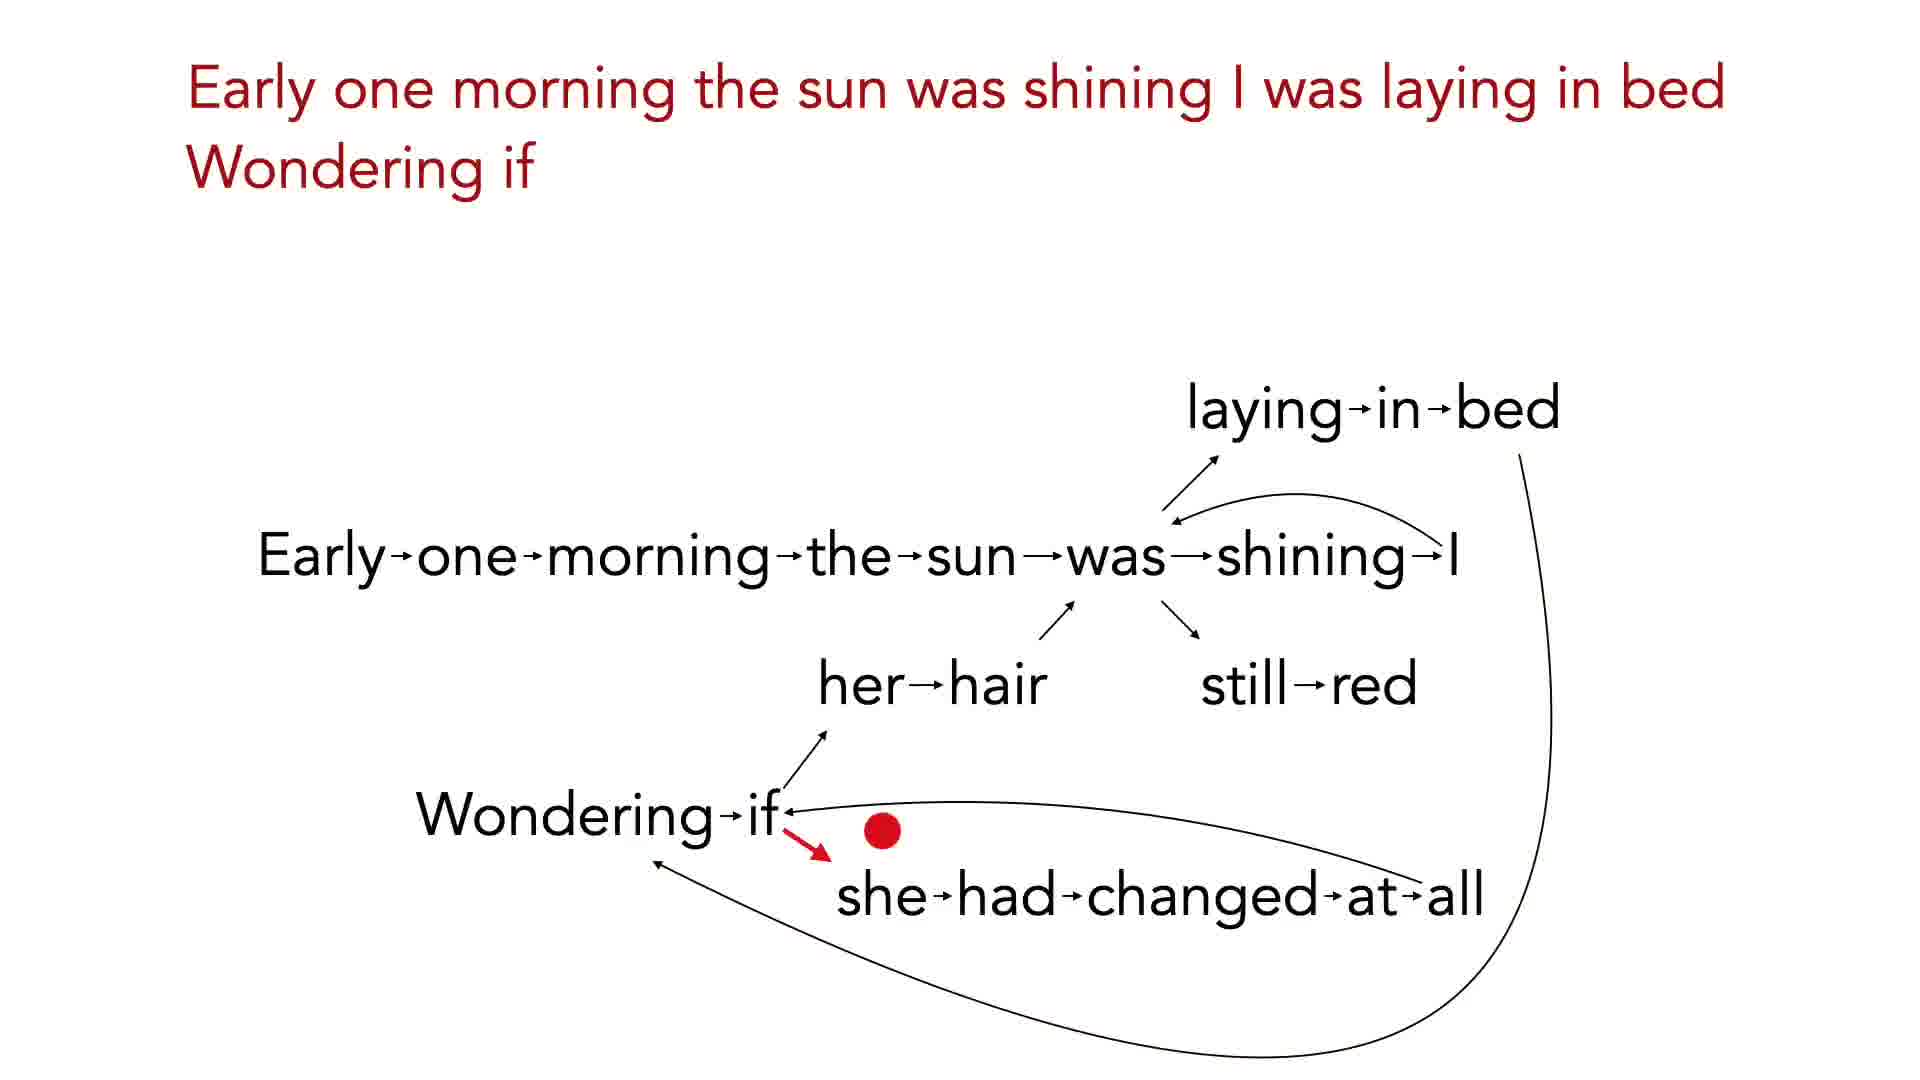 Early one morning the sun was shining I was laying in bed
Wondering if
laying in bed
Early one morning the sun was shining I
her hair still red
Wondering if
she had changed at all